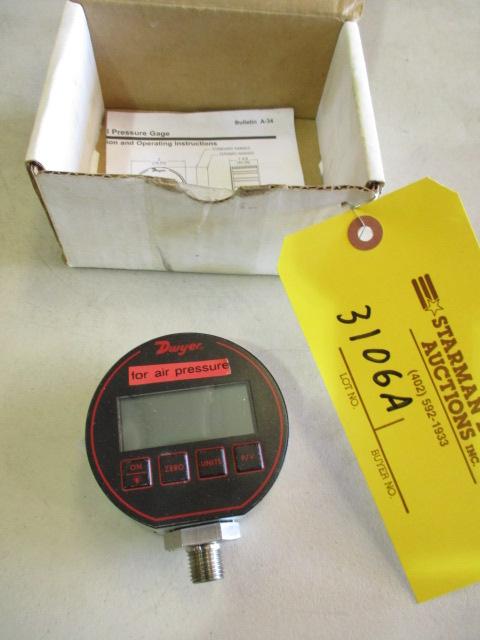 Bulletin A-34
l Pressure Gage
ion and Operating Instructions
Dwyer
for air pressure
ON
ZERO
UNITS
P/V
STARMAN
AUCTIONS INC.
(402) 592-1933
3106A
LOT NO.
BUYER NO.